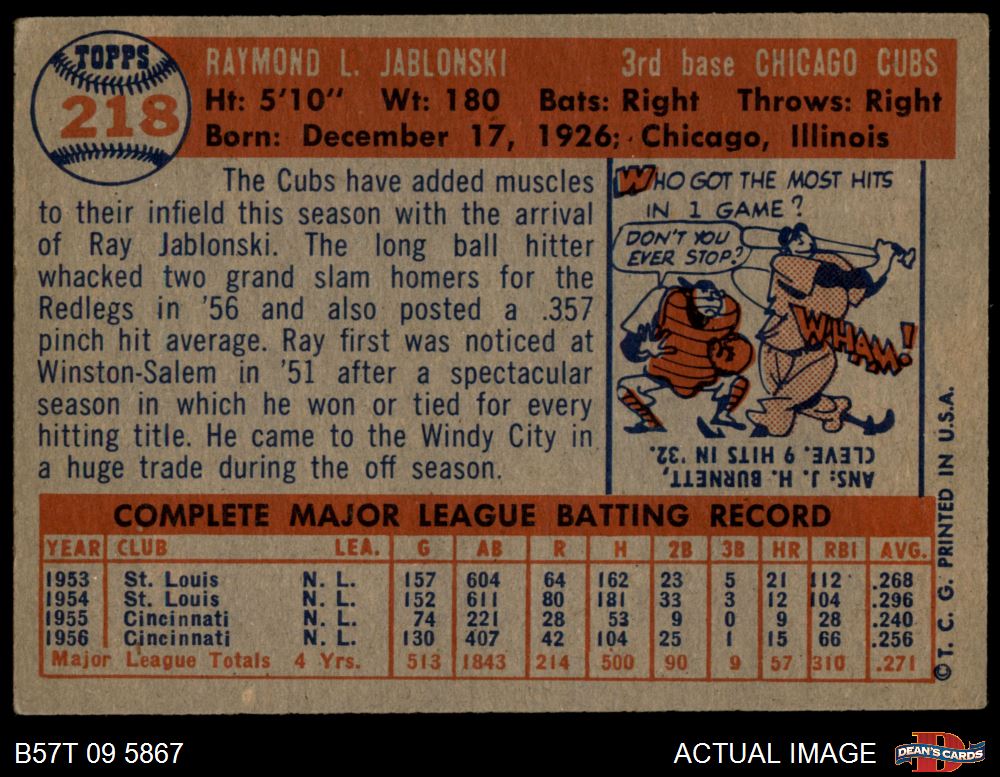 TOPPS
218
RAYMOND L. JABLONSKI 3rd base CHICAGO CUBS
Ht: 5'10" Wt: 180 Bats: Right Throws: Right
Born: December 17, 1926; Chicago, Illinois
The Cubs have added muscles
to their infield this season with the arrival
of Ray Jablonski. The long ball hitter
whacked two grand slam homers for the
Redlegs in '56 and also posted a .357
pinch hit average. Ray first was noticed at
Winston-Salem in '51 after a spectacular
season in which he won or tied for every
hitting title. He came to the Windy City in
a huge trade during the off season.
WHO GOT THE MOST HITS
IN 1 GAME?
DON'T YOU
EVER STOP?
WHAM!
ANS: J. H. BURNETT,
CLEVE. 9 HITS IN '32.
COMPLETE MAJOR LEAGUE BATTING RECORD
YEAR CLUB LEA. G AB R H 2B 3B HR RBI AVG.
1953 St. Louis N. L. 157 604 64 162 23 5 21 112 .268
1954 St. Louis N. L. 152 611 80 181 33 3 12 104 .296
1955 Cincinnati N. L. 74 221 28 53 9 0 9 28 .240
1956 Cincinnati N. L. 130 407 42 104 25 1 15 66 .256
Major League Totals 4 Yrs. 513 1843 214 500 90 9 57 310 .271
© T. C. G. PRINTED IN U.S.A.
B57T 09 5867 ACTUAL IMAGE
DEAN'S CARDS